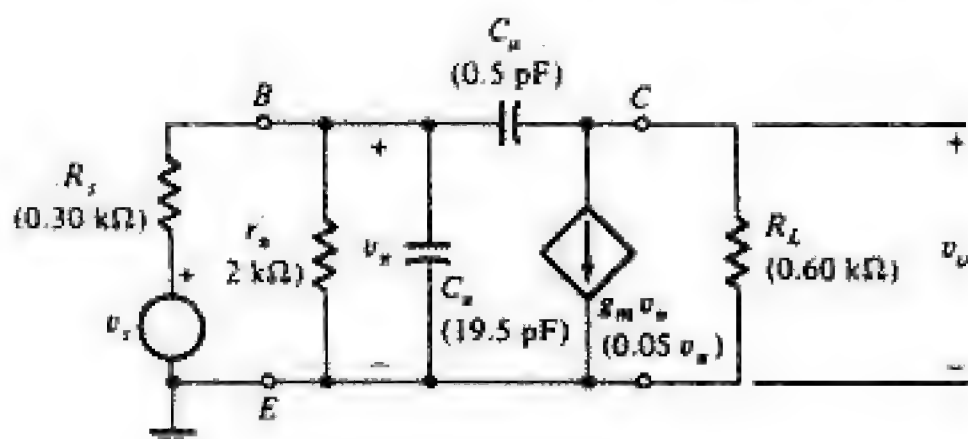 C_μ
(0.5 pF)
B
C
+
+
R_s
(0.30 kΩ)
r_π
2 kΩ
v_π
C_π
(19.5 pF)
g_m v_π
(0.05 v_π)
R_L
(0.60 kΩ)
v_o
+
v_s
−
−
E